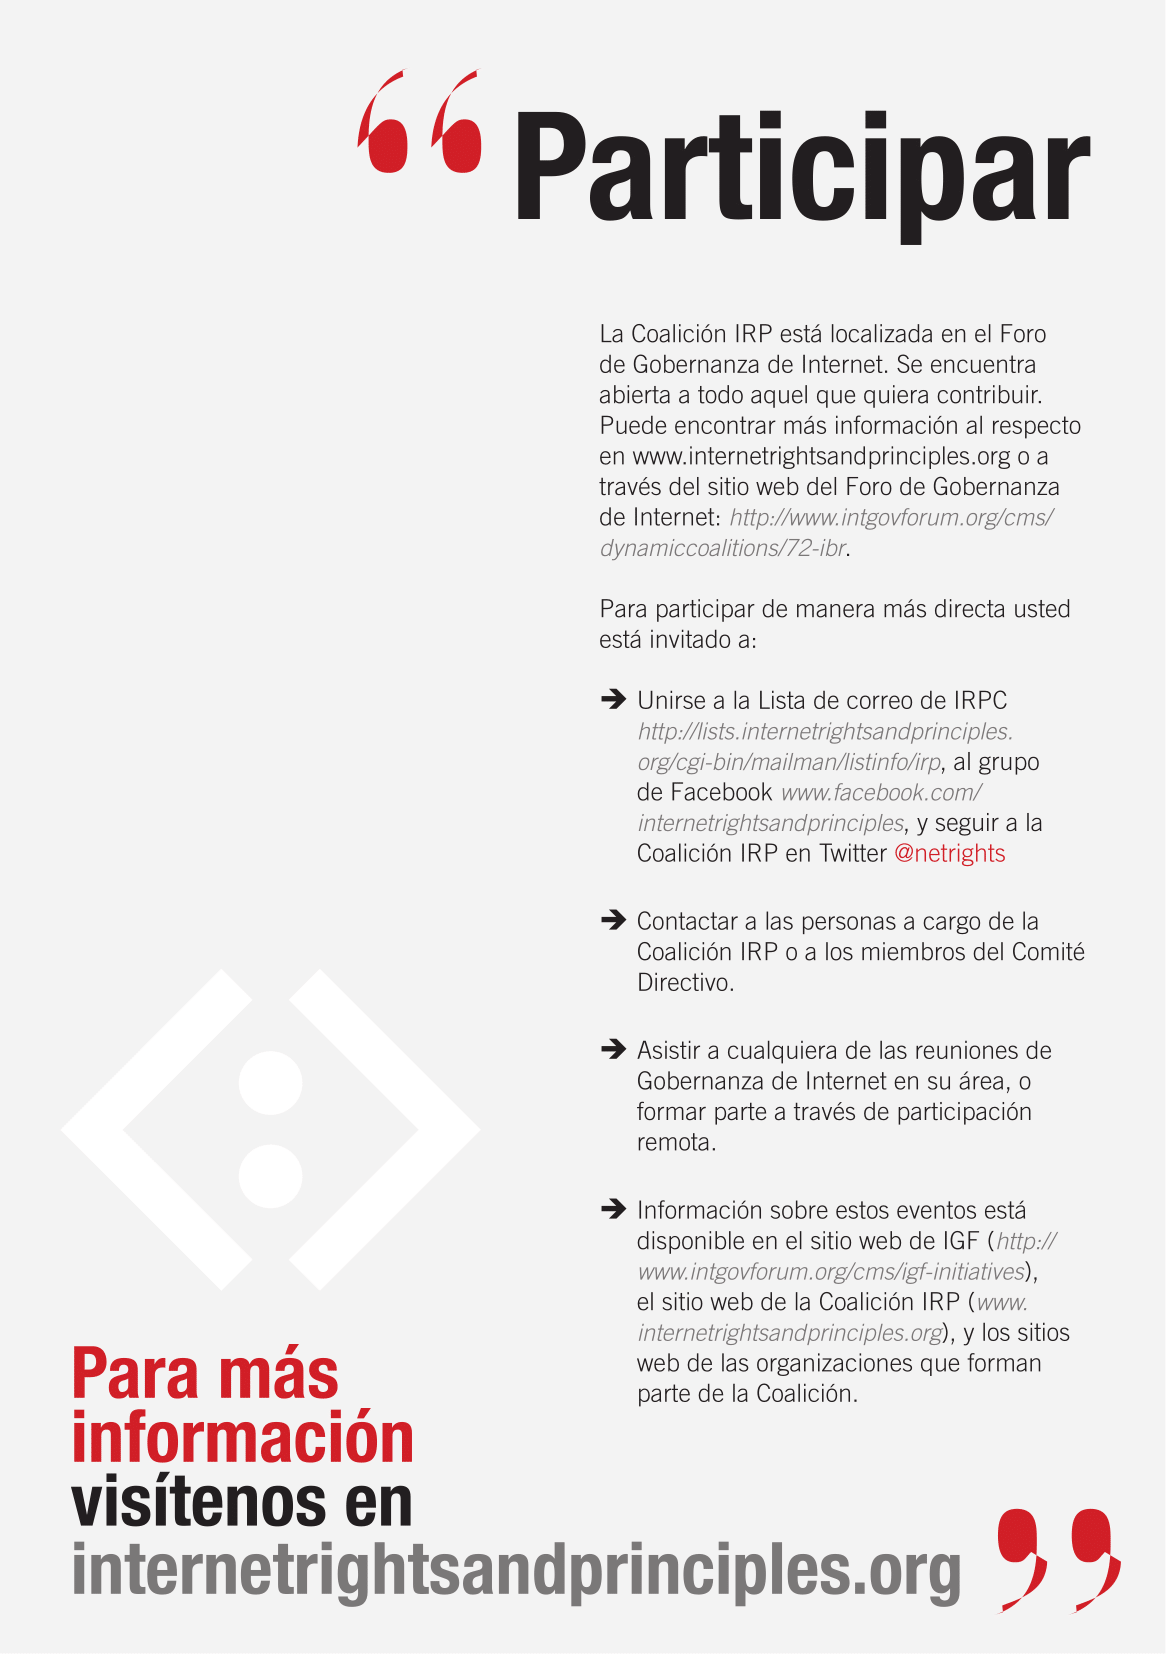 Participar
La Coalición IRP está localizada en el Foro
de Gobernanza de Internet. Se encuentra
abierta a todo aquel que quiera contribuir.
Puede encontrar más información al respecto
en www.internetrightsandprinciples.org o a
través del sitio web del Foro de Gobernanza
de Internet: http://www.intgovforum.org/cms/
dynamiccoalitions/72-ibr.
Para participar de manera más directa usted
está invitado a:
➔ Unirse a la Lista de correo de IRPC
http://lists.internetrightsandprinciples.
org/cgi-bin/mailman/listinfo/irp, al grupo
de Facebook www.facebook.com/
internetrightsandprinciples, y seguir a la
Coalición IRP en Twitter @netrights
➔ Contactar a las personas a cargo de la
Coalición IRP o a los miembros del Comité
Directivo.
➔ Asistir a cualquiera de las reuniones de
Gobernanza de Internet en su área, o
formar parte a través de participación
remota.
➔ Información sobre estos eventos está
disponible en el sitio web de IGF (http://
www.intgovforum.org/cms/igf-initiatives),
el sitio web de la Coalición IRP (www.
internetrightsandprinciples.org), y los sitios
web de las organizaciones que forman
parte de la Coalición.
Para más
información
visítenos en
internetrightsandprinciples.org